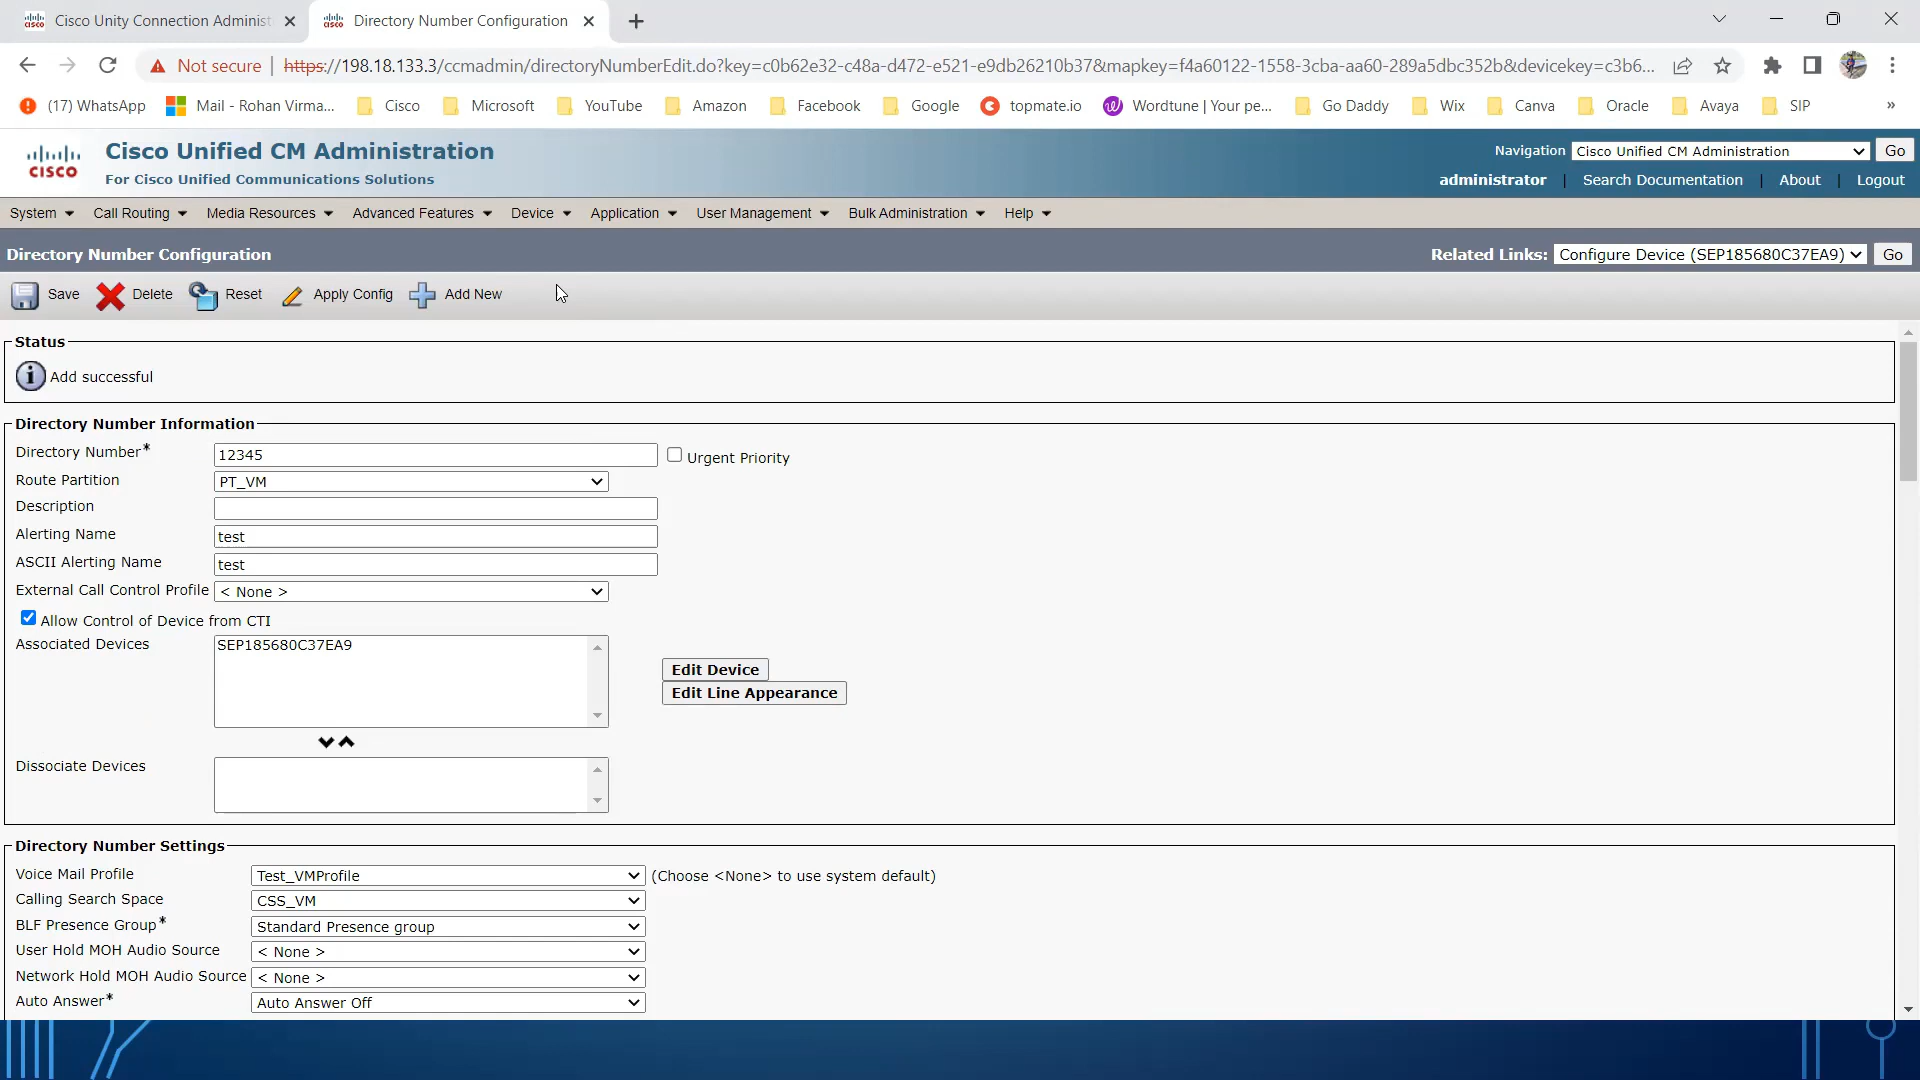 Cisco Unity Connection Administ
Directory Number Configuration
Not secure | https://198.18.133.3/ccmadmin/directoryNumberEdit.do?key=c0b62e32-c48a-d472-e521-e9db26210b37&mapkey=f4a60122-1558-3cba-aa60-289a5dbc352b&devicekey=c3b6...
(17) WhatsApp Mail - Rohan Virma... Cisco Microsoft YouTube Amazon Facebook Google topmate.io Wordtune | Your pe... Go Daddy Wix Canva Oracle Avaya SIP »
CISCO
Cisco Unified CM Administration
For Cisco Unified Communications Solutions
Navigation Cisco Unified CM Administration Go
administrator | Search Documentation | About | Logout
System Call Routing Media Resources Advanced Features Device Application User Management Bulk Administration Help
Directory Number Configuration
Related Links: Configure Device (SEP185680C37EA9) Go
Save Delete Reset Apply Config Add New
Status
Add successful
Directory Number Information
Directory Number* 12345 Urgent Priority
Route Partition PT_VM
Description
Alerting Name test
ASCII Alerting Name test
External Call Control Profile < None >
Allow Control of Device from CTI
Associated Devices SEP185680C37EA9
Edit Device
Edit Line Appearance
Dissociate Devices
Directory Number Settings
Voice Mail Profile Test_VMProfile (Choose <None> to use system default)
Calling Search Space CSS_VM
BLF Presence Group* Standard Presence group
User Hold MOH Audio Source < None >
Network Hold MOH Audio Source < None >
Auto Answer* Auto Answer Off